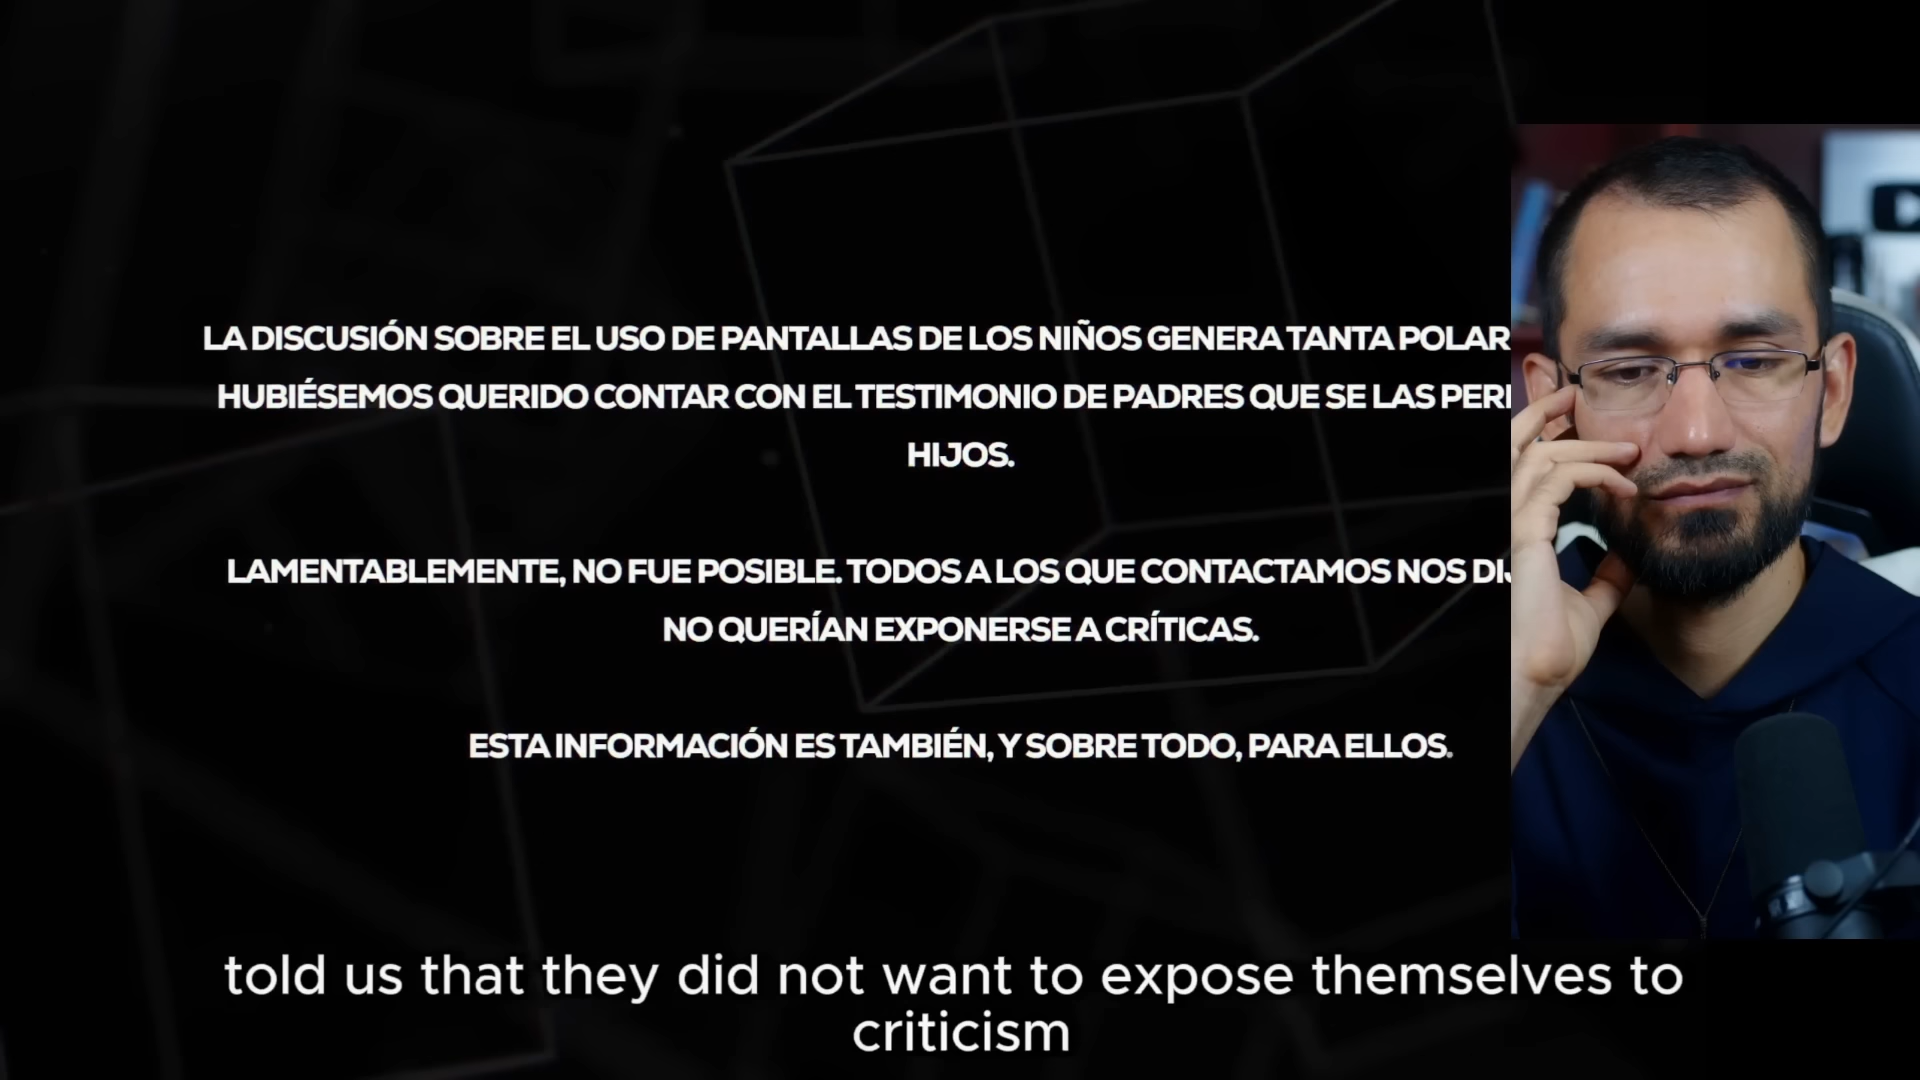 LA DISCUSIÓN SOBRE EL USO DE PANTALLAS DE LOS NIÑOS GENERA TANTA
HUBIÉSEMOS QUERIDO CONTAR CON EL TESTIMONIO DE PADRES QUE SE LAS
HIJOS.
LAMENTABLEMENTE, NO FUE POSIBLE. TODOS A LOS QUE CONTACTAMOS NOS
NO QUERÍAN EXPONERSE A CRÍTICAS.
ESTA INFORMACIÓN ES TAMBIÉN, Y SOBRE TODO, PARA ELLOS.
told us that they did not want to expose themselves to
criticism